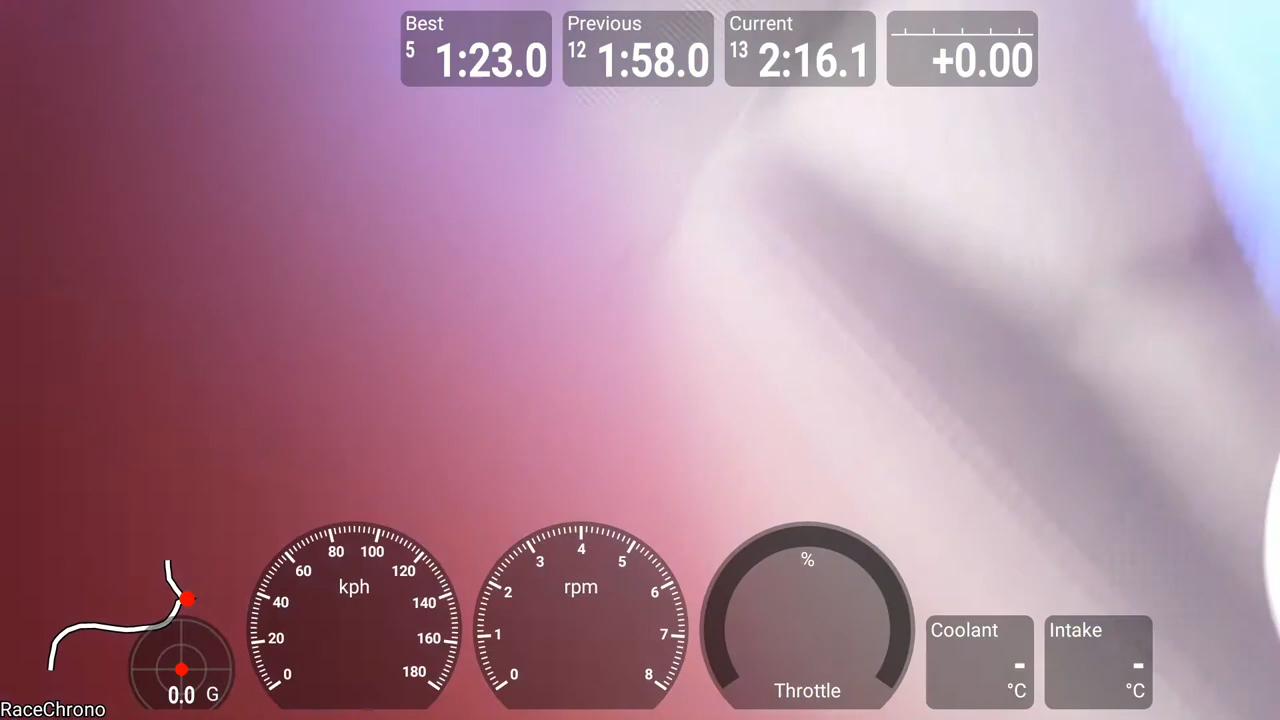 Best
5 1:23.0
Previous
12 1:58.0
Current
13 2:16.1
+0.00
0 20 40 60 80 100 120 140 160 180
kph
0 1 2 3 4 5 6 7 8
rpm
%
Throttle
Coolant
-
°C
Intake
-
°C
0.0 G
RaceChrono